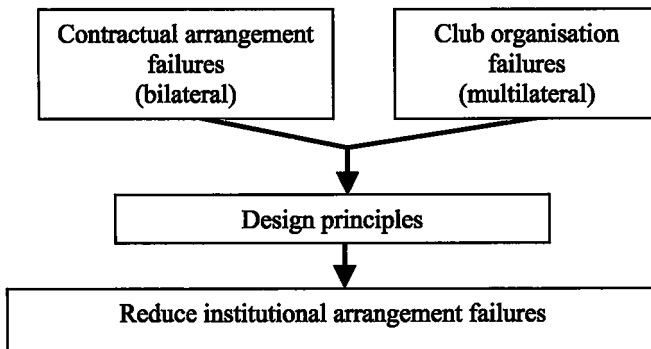 Contractual arrangement
failures
(bilateral)
Club organisation
failures
(multilateral)
Design principles
Reduce institutional arrangement failures